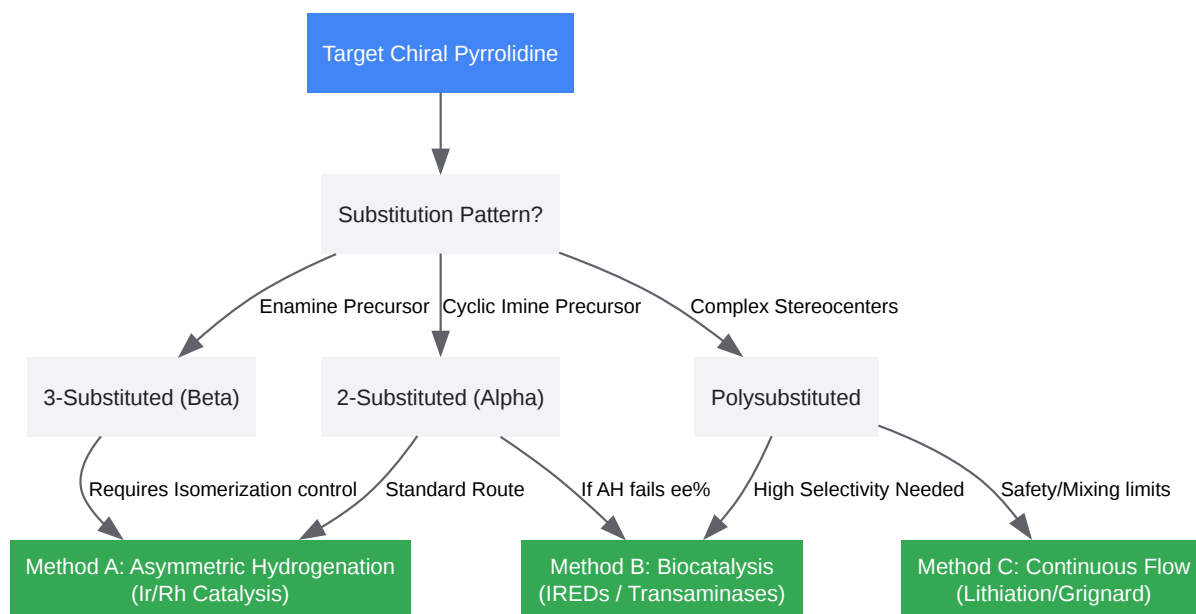 Target Chiral Pyrrolidine
Substitution Pattern?
Enamine Precursor
Cyclic Imine Precursor
Complex Stereocenters
3-Substituted (Beta)
2-Substituted (Alpha)
Polysubstituted
Requires Isomerization control
Standard Route
If AH fails ee%
High Selectivity Needed
Safety/Mixing limits
Method A: Asymmetric Hydrogenation
(Ir/Rh Catalysis)
Method B: Biocatalysis
(IREDs / Transaminases)
Method C: Continuous Flow
(Lithiation/Grignard)